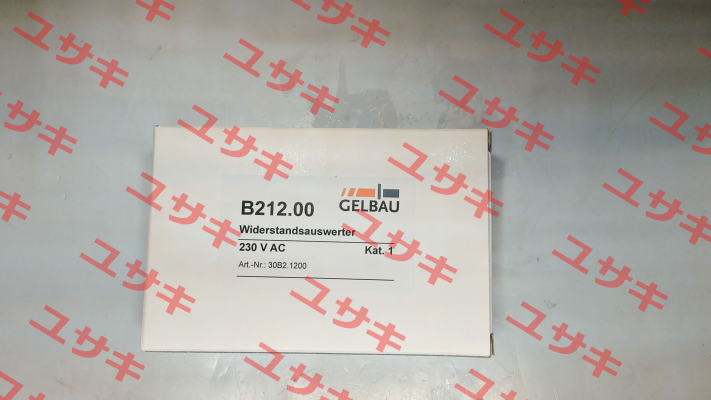 GELBAU
B212.00
Widerstandsauswerter
230 V AC Kat. 1
Art.-Nr.: 30B2.1200
ユサキ